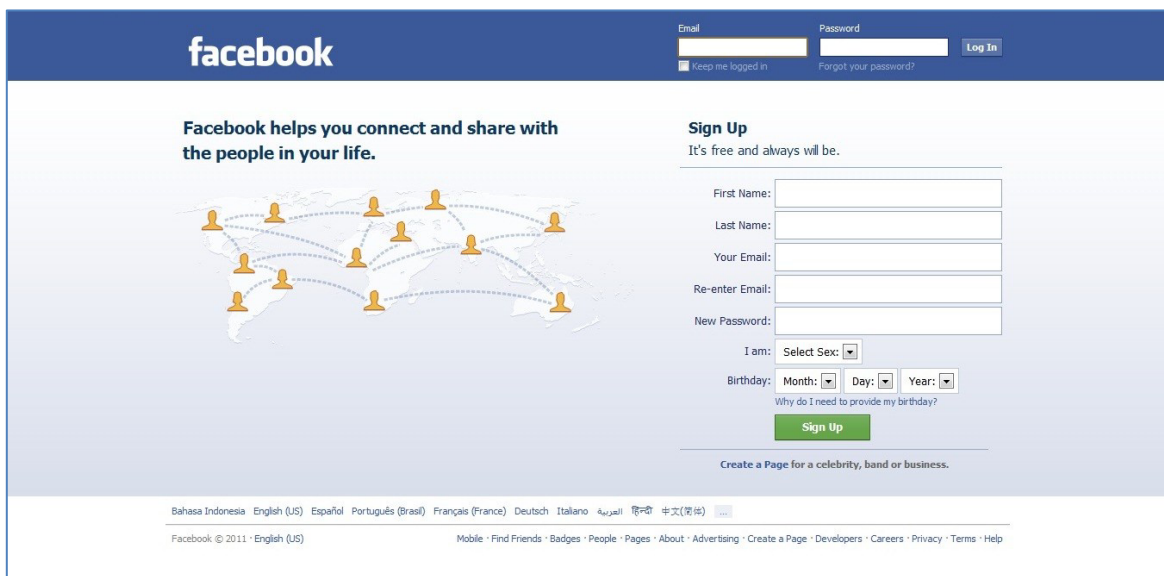 facebook
Email
Password
Log In
Keep me logged in
Forgot your password?
Facebook helps you connect and share with
the people in your life.
Sign Up
It's free and always will be.
First Name:
Last Name:
Your Email:
Re-enter Email:
New Password:
I am: Select Sex:
Birthday: Month: Day: Year:
Why do I need to provide my birthday?
Sign Up
Create a Page for a celebrity, band or business.
Bahasa Indonesia English (US) Español Português (Brasil) Français (France) Deutsch Italiano العربية हिन्दी 中文(简体) ...
Facebook © 2011 · English (US)
Mobile · Find Friends · Badges · People · Pages · About · Advertising · Create a Page · Developers · Careers · Privacy · Terms · Help